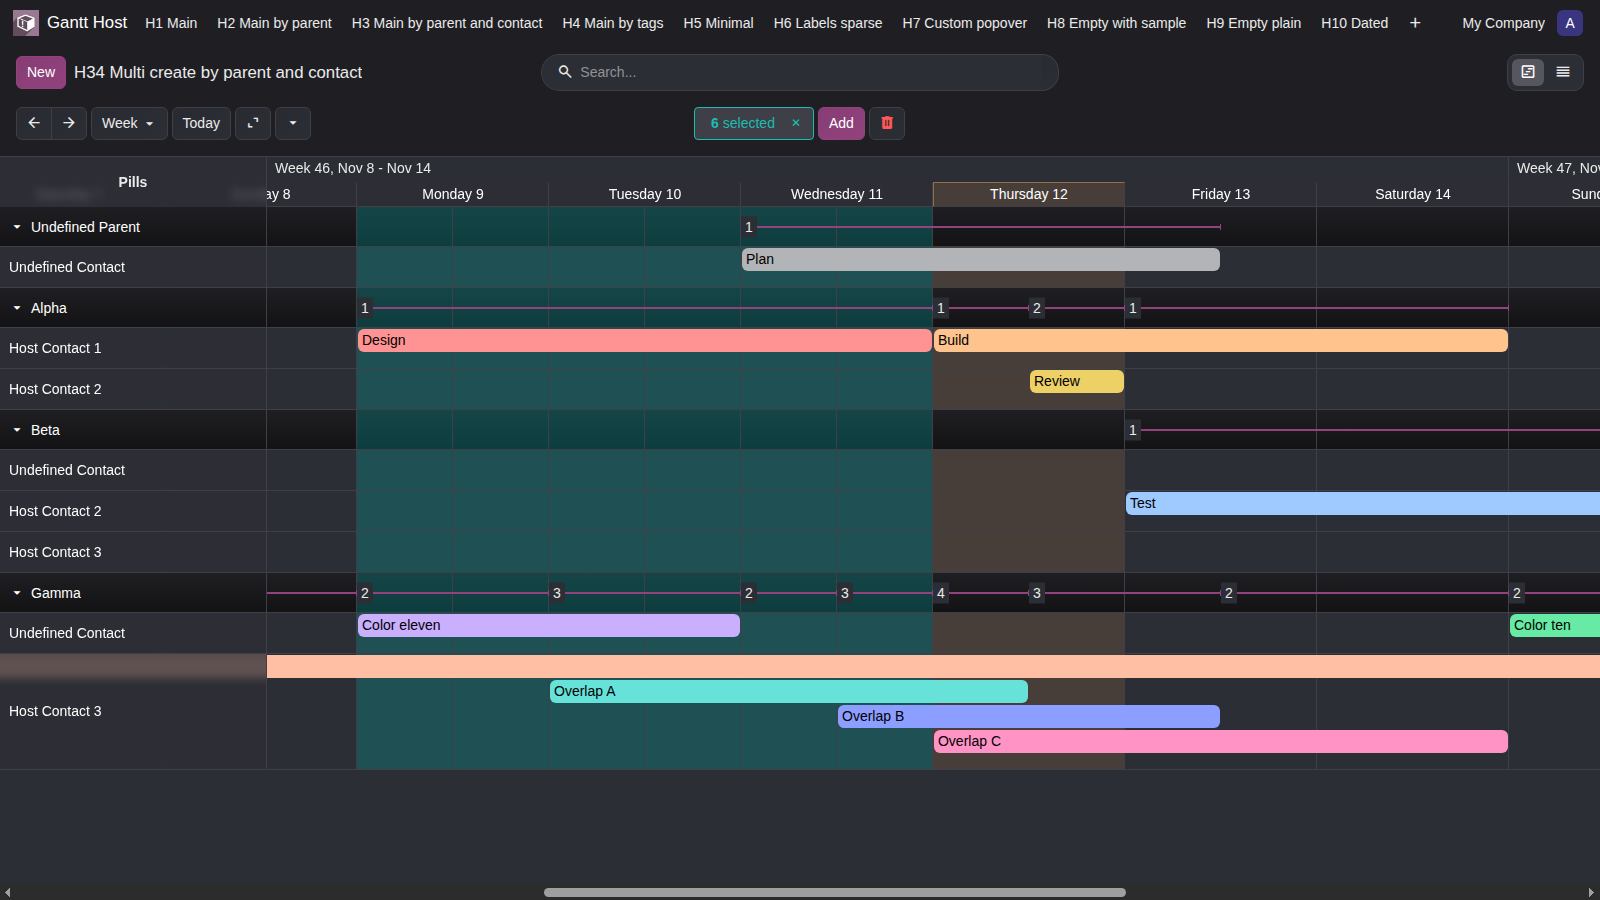 Gantt Host H1 Main H2 Main by parent H3 Main by parent and contact H4 Main by tags H5 Minimal H6 Labels sparse H7 Custom popover H8 Empty with sample H9 Empty plain H10 Dated + My Company A
New H34 Multi create by parent and contact Search...
Week Today 6 selected × Add
Week 46, Nov 8 - Nov 14 Week 47, Nov
Pills
ay 8 Monday 9 Tuesday 10 Wednesday 11 Thursday 12 Friday 13 Saturday 14 Sund
Undefined Parent 1
Undefined Contact Plan
Alpha 1 1 2 1
Host Contact 1 Design Build
Host Contact 2 Review
Beta 1
Undefined Contact
Host Contact 2 Test
Host Contact 3
Gamma 2 3 2 3 4 3 2 2
Undefined Contact Color eleven Color ten
Overlap A
Host Contact 3 Overlap B
Overlap C